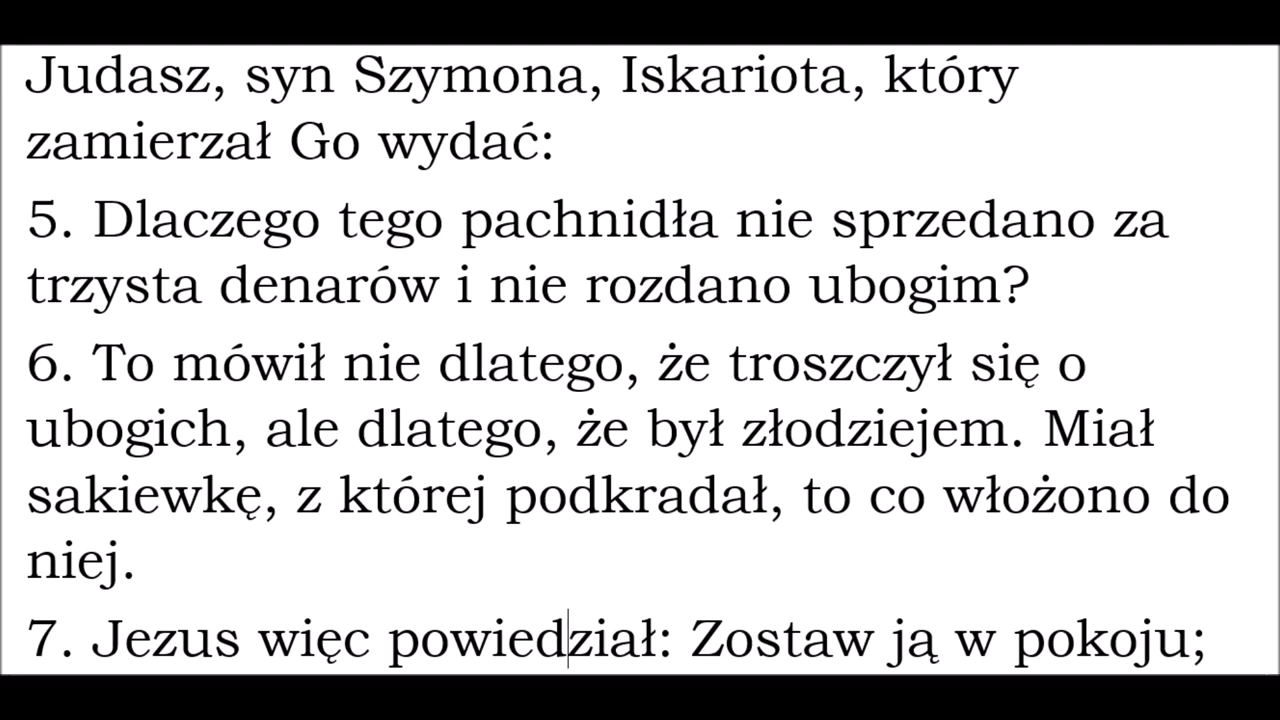 Judasz, syn Szymona, Iskariota, który
zamierzał Go wydać:
5. Dlaczego tego pachnidła nie sprzedano za
trzysta denarów i nie rozdano ubogim?
6. To mówił nie dlatego, że troszczył się o
ubogich, ale dlatego, że był złodziejem. Miał
sakiewkę, z której podkradał, to co włożono do
niej.
7. Jezus więc powiedział: Zostaw ją w pokoju;